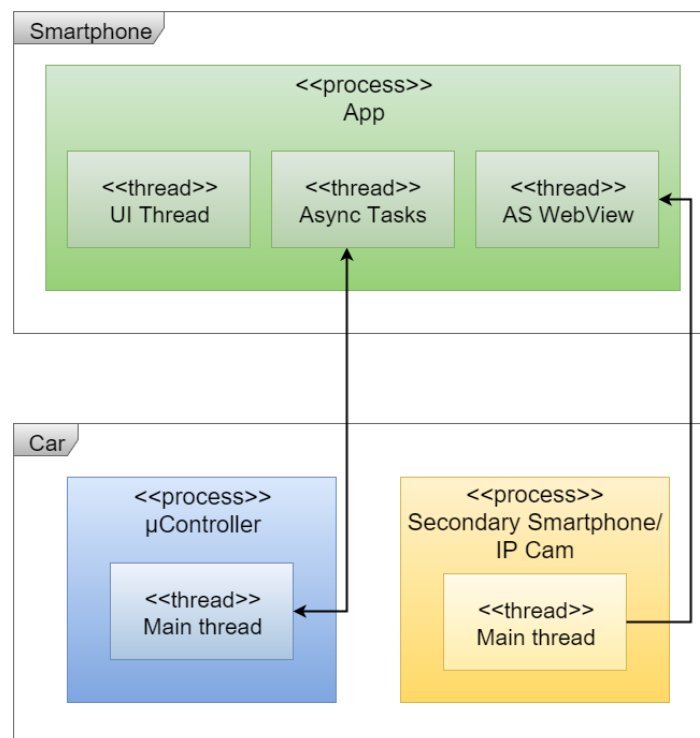 Smartphone
<<process>>
App
<<thread>>
UI Thread
<<thread>>
Async Tasks
<<thread>>
AS WebView
Car
<<process>>
µController
<<thread>>
Main thread
<<process>>
Secondary Smartphone/
IP Cam
<<thread>>
Main thread